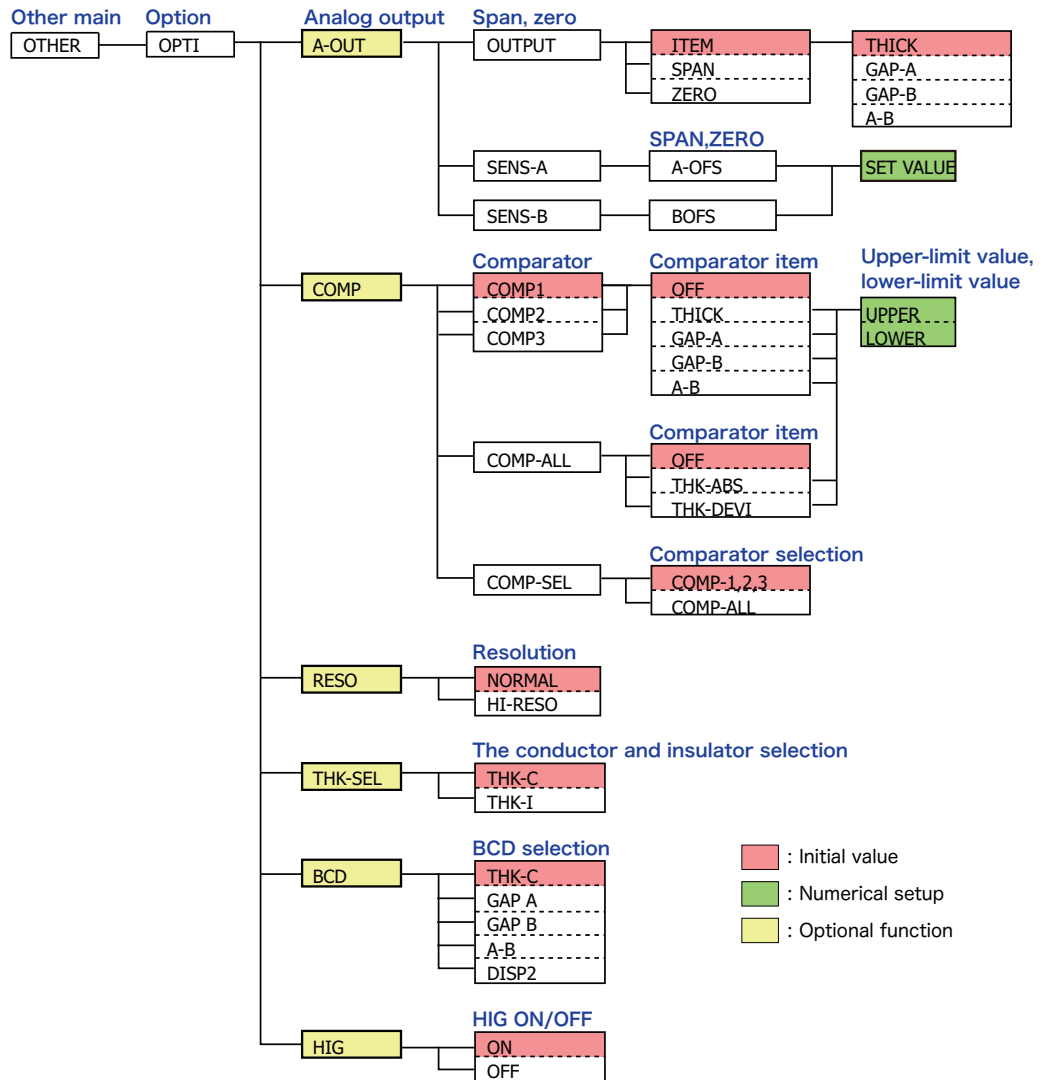 Other main Option Analog output Span, zero
OTHER OPTI A-OUT OUTPUT ITEM THICK
SPAN GAP-A
ZERO GAP-B
A-B
SPAN,ZERO
SENS-A A-OFS SET VALUE
SENS-B BOFS
Comparator Comparator item Upper-limit value,
lower-limit value
COMP COMP1 OFF
COMP2 THICK UPPER
COMP3 GAP-A LOWER
GAP-B
A-B
Comparator item
COMP-ALL OFF
THK-ABS
THK-DEVI
Comparator selection
COMP-SEL COMP-1,2,3
COMP-ALL
Resolution
RESO NORMAL
HI-RESO
The conductor and insulator selection
THK-SEL THK-C
THK-I
BCD selection
BCD THK-C
GAP A
GAP B
A-B
DISP2
: Initial value
: Numerical setup
: Optional function
HIG ON/OFF
HIG ON
OFF